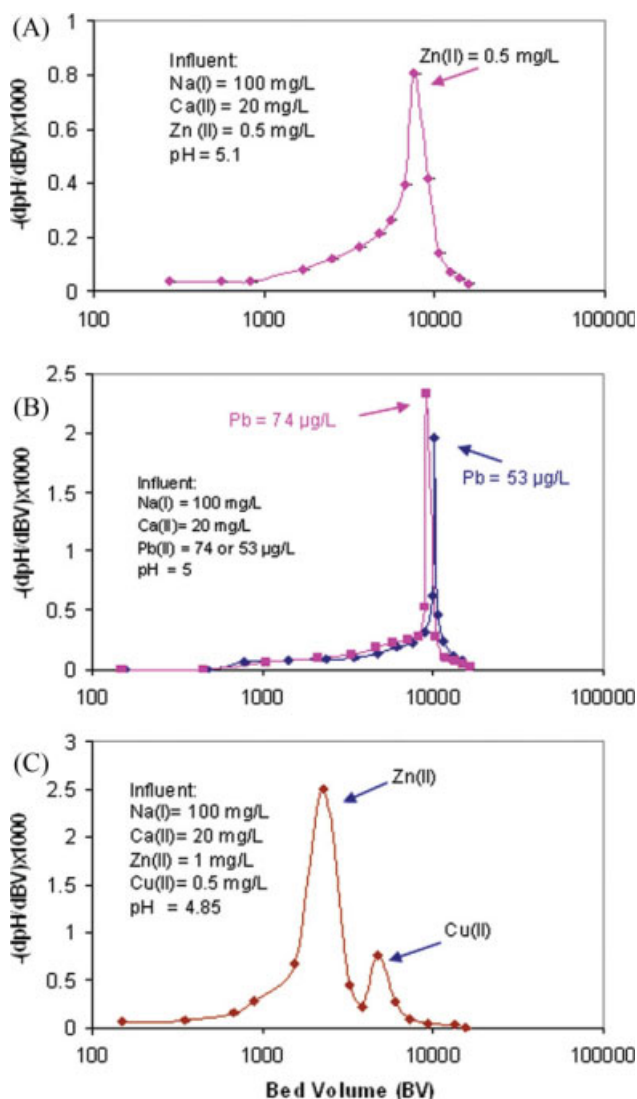 (A)
-(dpH/dBV)x1000
1
0.8
0.6
0.4
0.2
0
Influent:
Na(I) = 100 mg/L
Ca(II) = 20 mg/L
Zn (II) = 0.5 mg/L
pH = 5.1
Zn(II) = 0.5 mg/L
100 1000 10000 100000
(B)
-(dpH/dBV)x1000
2.5
2
1.5
1
0.5
0
Pb = 74 µg/L
Pb = 53 µg/L
Influent:
Na(I) = 100 mg/L
Ca(II)= 20 mg/L
Pb(II) = 74 or 53 µg/L
pH = 5
100 1000 10000 100000
(C)
-(dpH/dBV)x1000
3
2.5
2
1.5
1
0.5
0
Influent:
Na(I)= 100 mg/L
Ca(II)= 20 mg/L
Zn(II) = 1 mg/L
Cu(II)= 0.5 mg/L
pH = 4.85
Zn(II)
Cu(II)
100 1000 10000 100000
Bed Volume (BV)